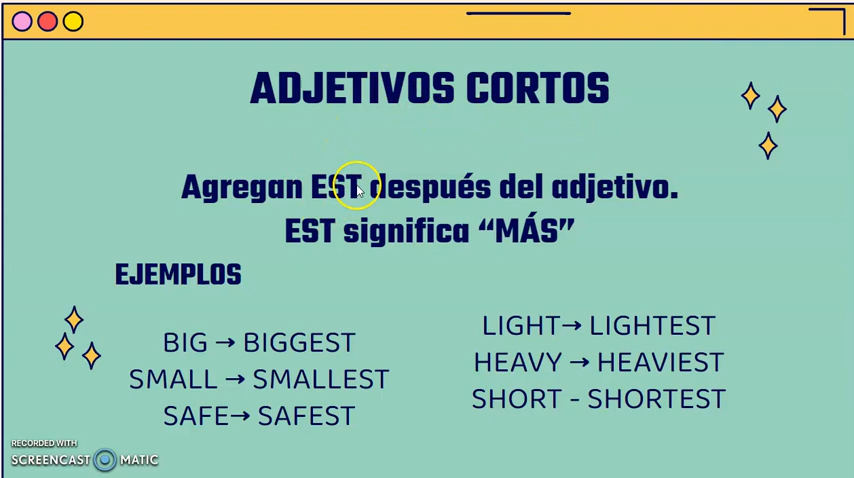 ADJETIVOS CORTOS
Agregan EST después del adjetivo.
EST significa “MÁS”
EJEMPLOS
BIG → BIGGEST
SMALL → SMALLEST
SAFE→ SAFEST
LIGHT→ LIGHTEST
HEAVY → HEAVIEST
SHORT - SHORTEST
RECORDED WITH
SCREENCAST MATIC